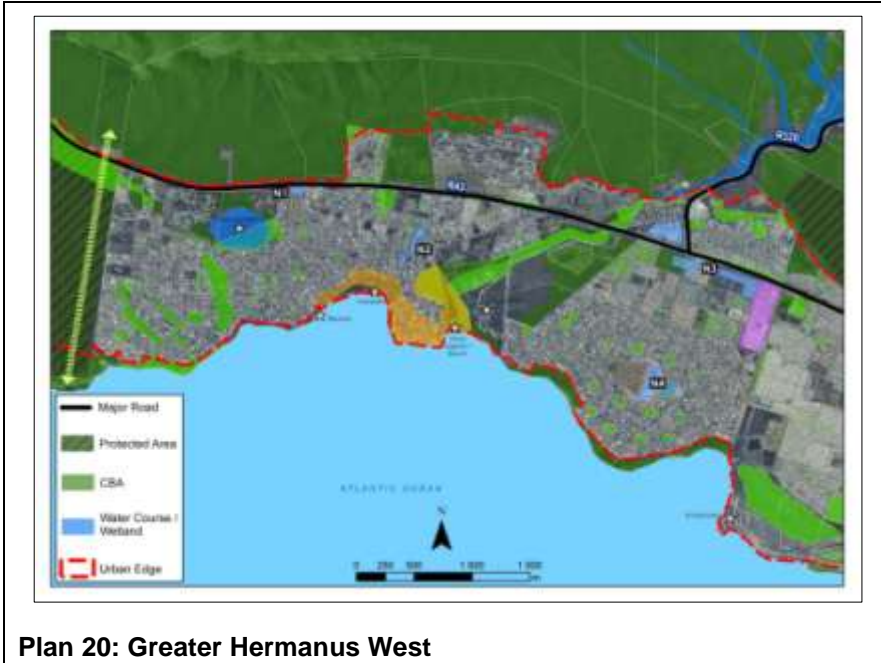 R320
N1
R43
N2
N3
N4
Major Road
Protected Area
CBA
Water Course /
Wetland
Urban Edge
ATLANTIC OCEAN
N
0 250 500 1 000 1 500
m
Plan 20: Greater Hermanus West